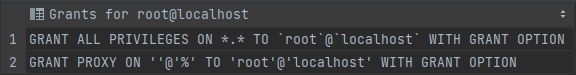 Grants for root@localhost
1 GRANT ALL PRIVILEGES ON *.* TO `root`@`localhost` WITH GRANT OPTION
2 GRANT PROXY ON ''@'%' TO 'root'@'localhost' WITH GRANT OPTION